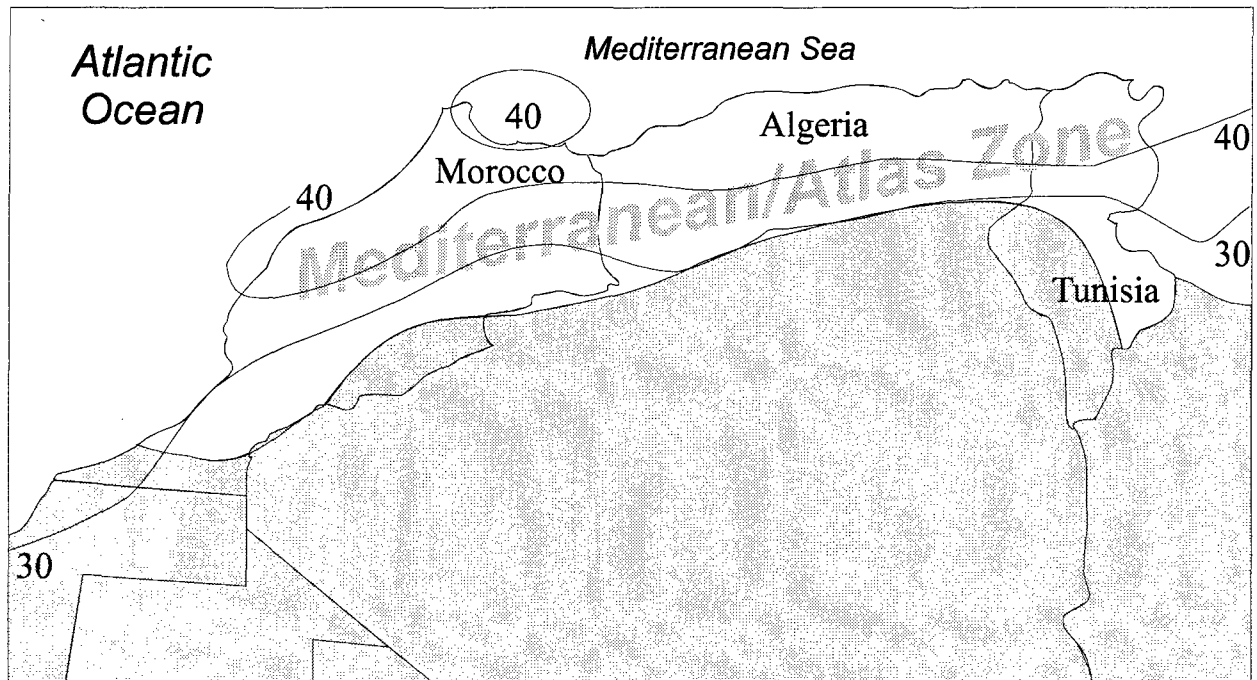 Atlantic
Ocean
Mediterranean Sea
40
Algeria
40
Morocco
40
Mediterranean/Atlas Zone
30
Tunisia
30